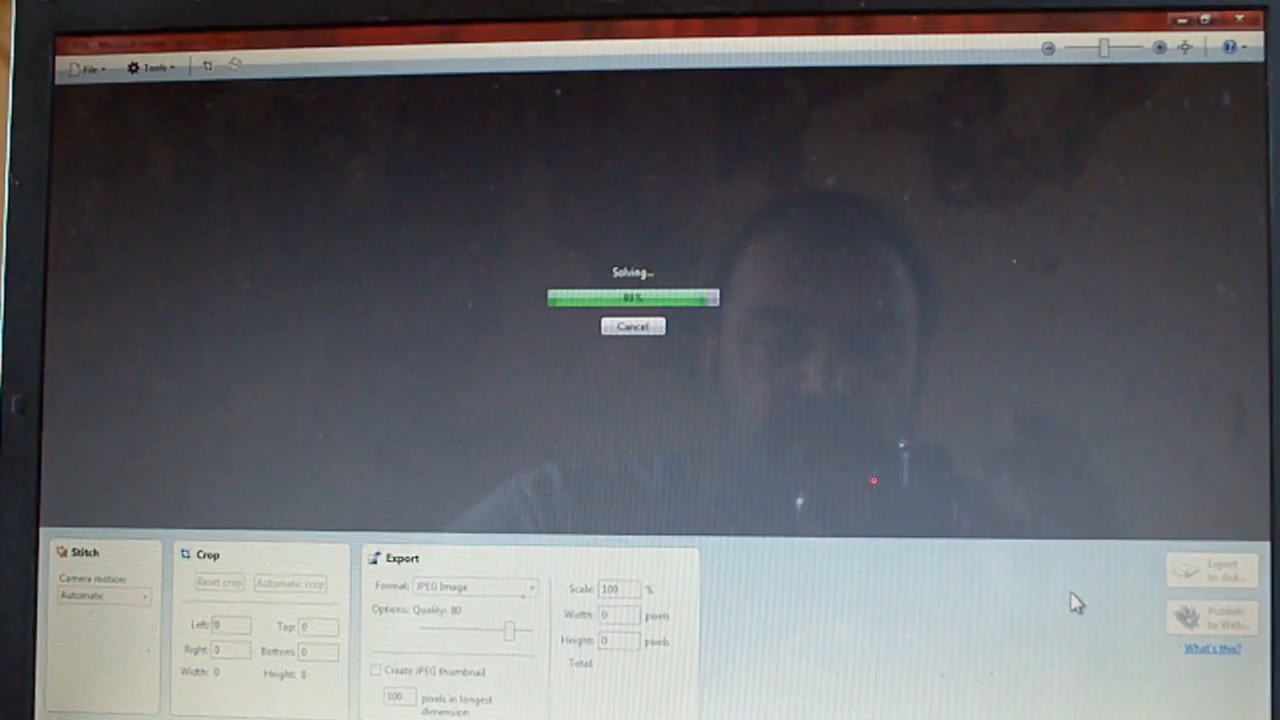 File
Tools
Solving...
93%
Cancel
Stitch
Camera motion:
Automatic
Crop
Reset crop
Automatic crop
Left: 0
Top: 0
Right: 0
Bottom: 0
Width: 0
Height: 0
Export
Format: JPEG Image
Options: Quality: 80
Create JPEG thumbnail
100 pixels in longest
dimension
Scale: 100 %
Width: 0 pixels
Height: 0 pixels
Total:
Export
to disk...
Publish
to Web...
What's this?